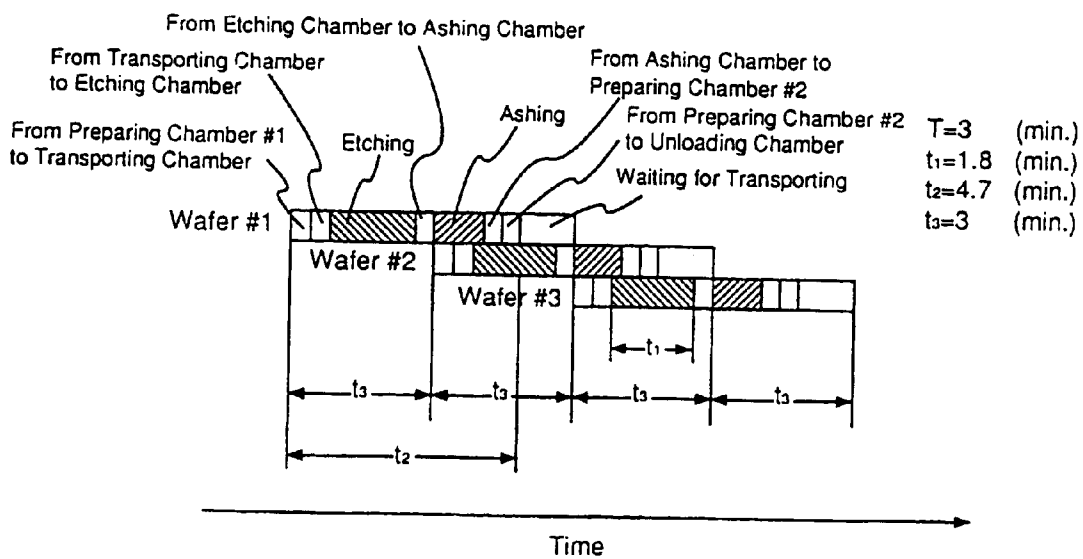 From Etching Chamber to Ashing Chamber
From Transporting Chamber
to Etching Chamber
From Ashing Chamber to
Preparing Chamber #2
From Preparing Chamber #1
to Transporting Chamber
Etching
Ashing
From Preparing Chamber #2
to Unloading Chamber
Waiting for Transporting
T=3 (min.)
t₁=1.8 (min.)
t₂=4.7 (min.)
t₃=3 (min.)
Wafer #1
Wafer #2
Wafer #3
t₁
t₃
t₃
t₃
t₃
t₂
Time